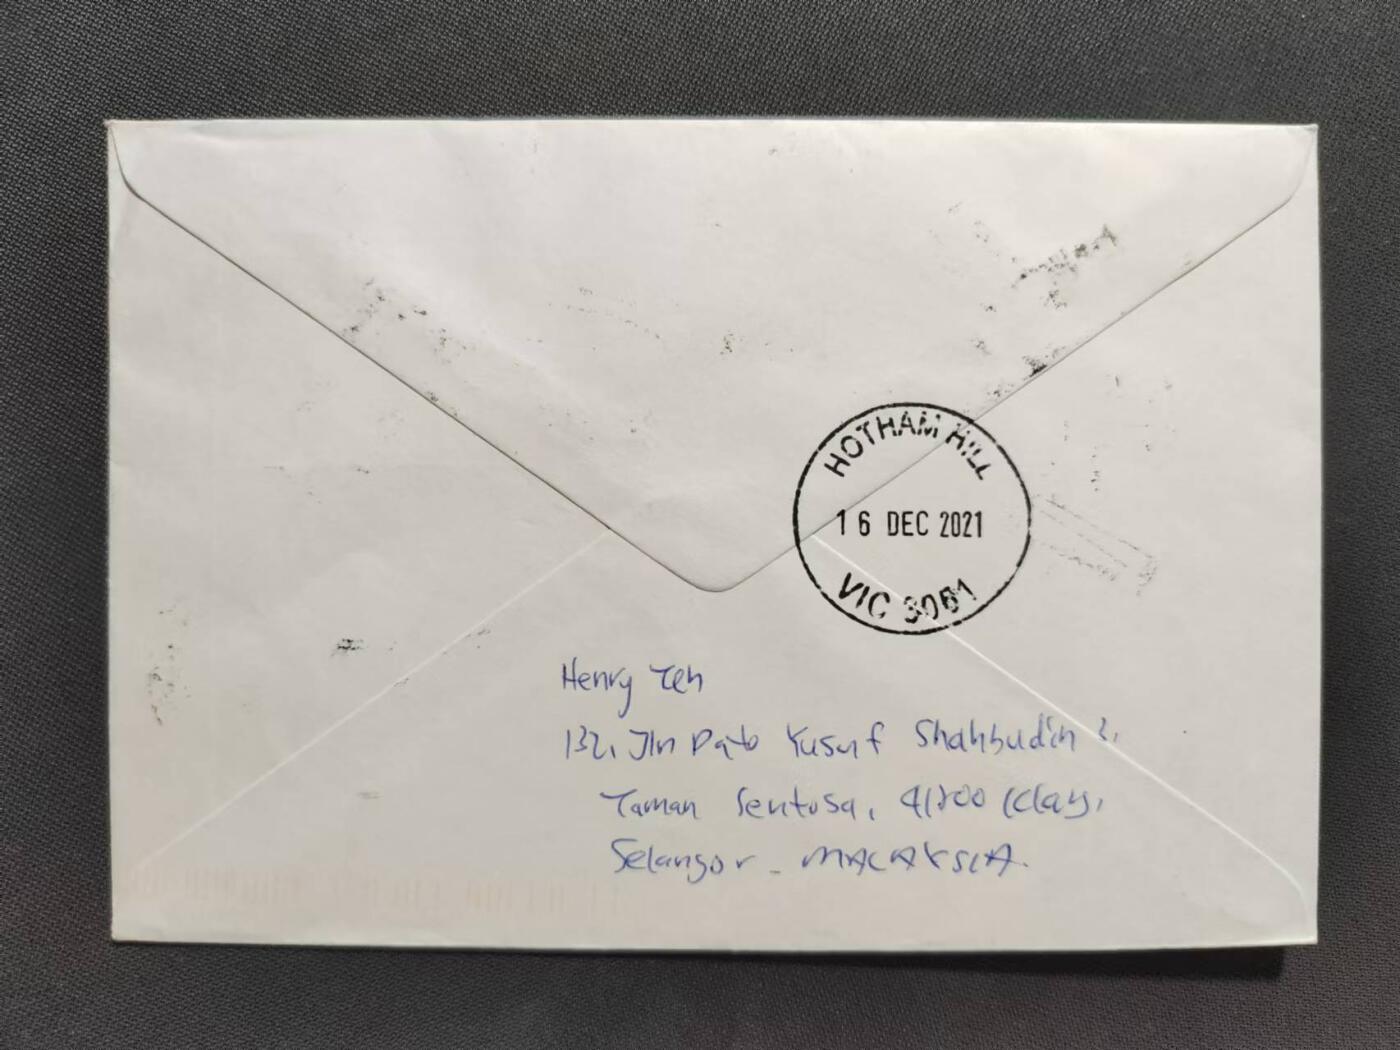 HOTHAM HILL
16 DEC 2021
VIC 3051
Henry Teh
132, Jln Dato Yusuf Shahbudin 3,
Taman Sentosa, 41200 Klang,
Selangor - MALAYSIA.